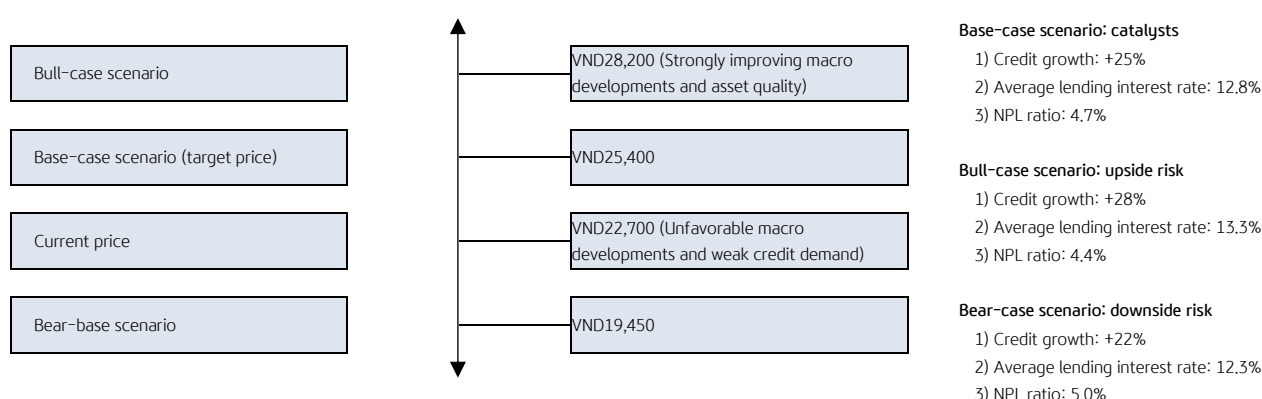 Bull-case scenario
VND28,200 (Strongly improving macro
developments and asset quality)
Base-case scenario (target price)
VND25,400
Current price
VND22,700 (Unfavorable macro
developments and weak credit demand)
Bear-base scenario
VND19,450
Base-case scenario: catalysts
1) Credit growth: +25%
2) Average lending interest rate: 12.8%
3) NPL ratio: 4.7%
Bull-case scenario: upside risk
1) Credit growth: +28%
2) Average lending interest rate: 13.3%
3) NPL ratio: 4.4%
Bear-case scenario: downside risk
1) Credit growth: +22%
2) Average lending interest rate: 12.3%
3) NPL ratio: 5.0%